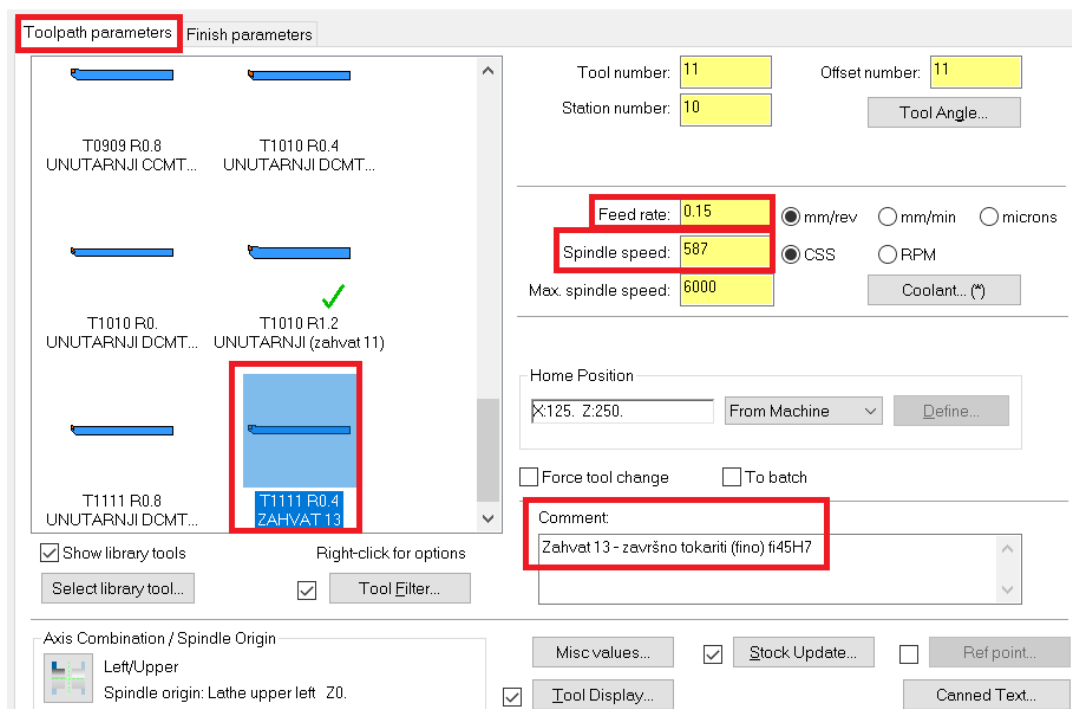 Toolpath parameters
Finish parameters
T0909 R0.8
UNUTARNJI CCMT...
T1010 R0.4
UNUTARNJI DCMT...
T1010 R0.
UNUTARNJI DCMT...
T1010 R1.2
UNUTARNJI (zahvat 11)
T1111 R0.8
UNUTARNJI DCMT...
T1111 R0.4
ZAHVAT 13
Show library tools
Right-click for options
Select library tool...
Tool Filter...
Axis Combination / Spindle Origin
Left/Upper
Spindle origin: Lathe upper left Z0.
Tool number: 11
Offset number: 11
Station number: 10
Tool Angle...
Feed rate: 0.15 mm/rev mm/min microns
Spindle speed: 587 CSS RPM
Max. spindle speed: 6000
Coolant... (*)
Home Position
X:125. Z:250.
From Machine
Define...
Force tool change
To batch
Comment:
Zahvat 13 - završno tokariti (fino) fi45H7
Misc values...
Stock Update...
Ref point...
Tool Display...
Canned Text...